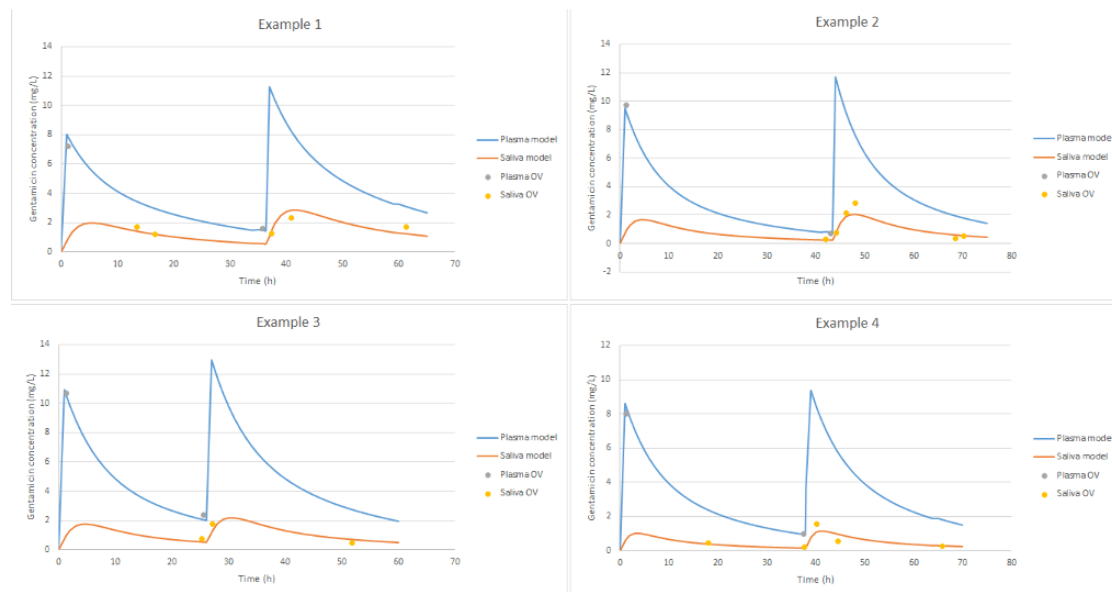 Example 1
Gentamicin concentration (mg/L)
14
12
10
8
6
4
2
0
0 10 20 30 40 50 60 70
Time (h)
Plasma model
Saliva model
Plasma OV
Saliva OV
Example 2
Gentamicin concentration (mg/L)
14
12
10
8
6
4
2
0
-2
0 10 20 30 40 50 60 70 80
Time (h)
Plasma model
Saliva model
Plasma OV
Saliva OV
Example 3
Gentamicin concentration (mg/L)
14
12
10
8
6
4
2
0
0 10 20 30 40 50 60 70
Time (h)
Plasma model
Saliva model
Plasma OV
Saliva OV
Example 4
Gentamicin concentration (mg/L)
12
10
8
6
4
2
0
0 10 20 30 40 50 60 70 80
Time (h)
Plasma model
Saliva model
Plasma OV
Saliva OV